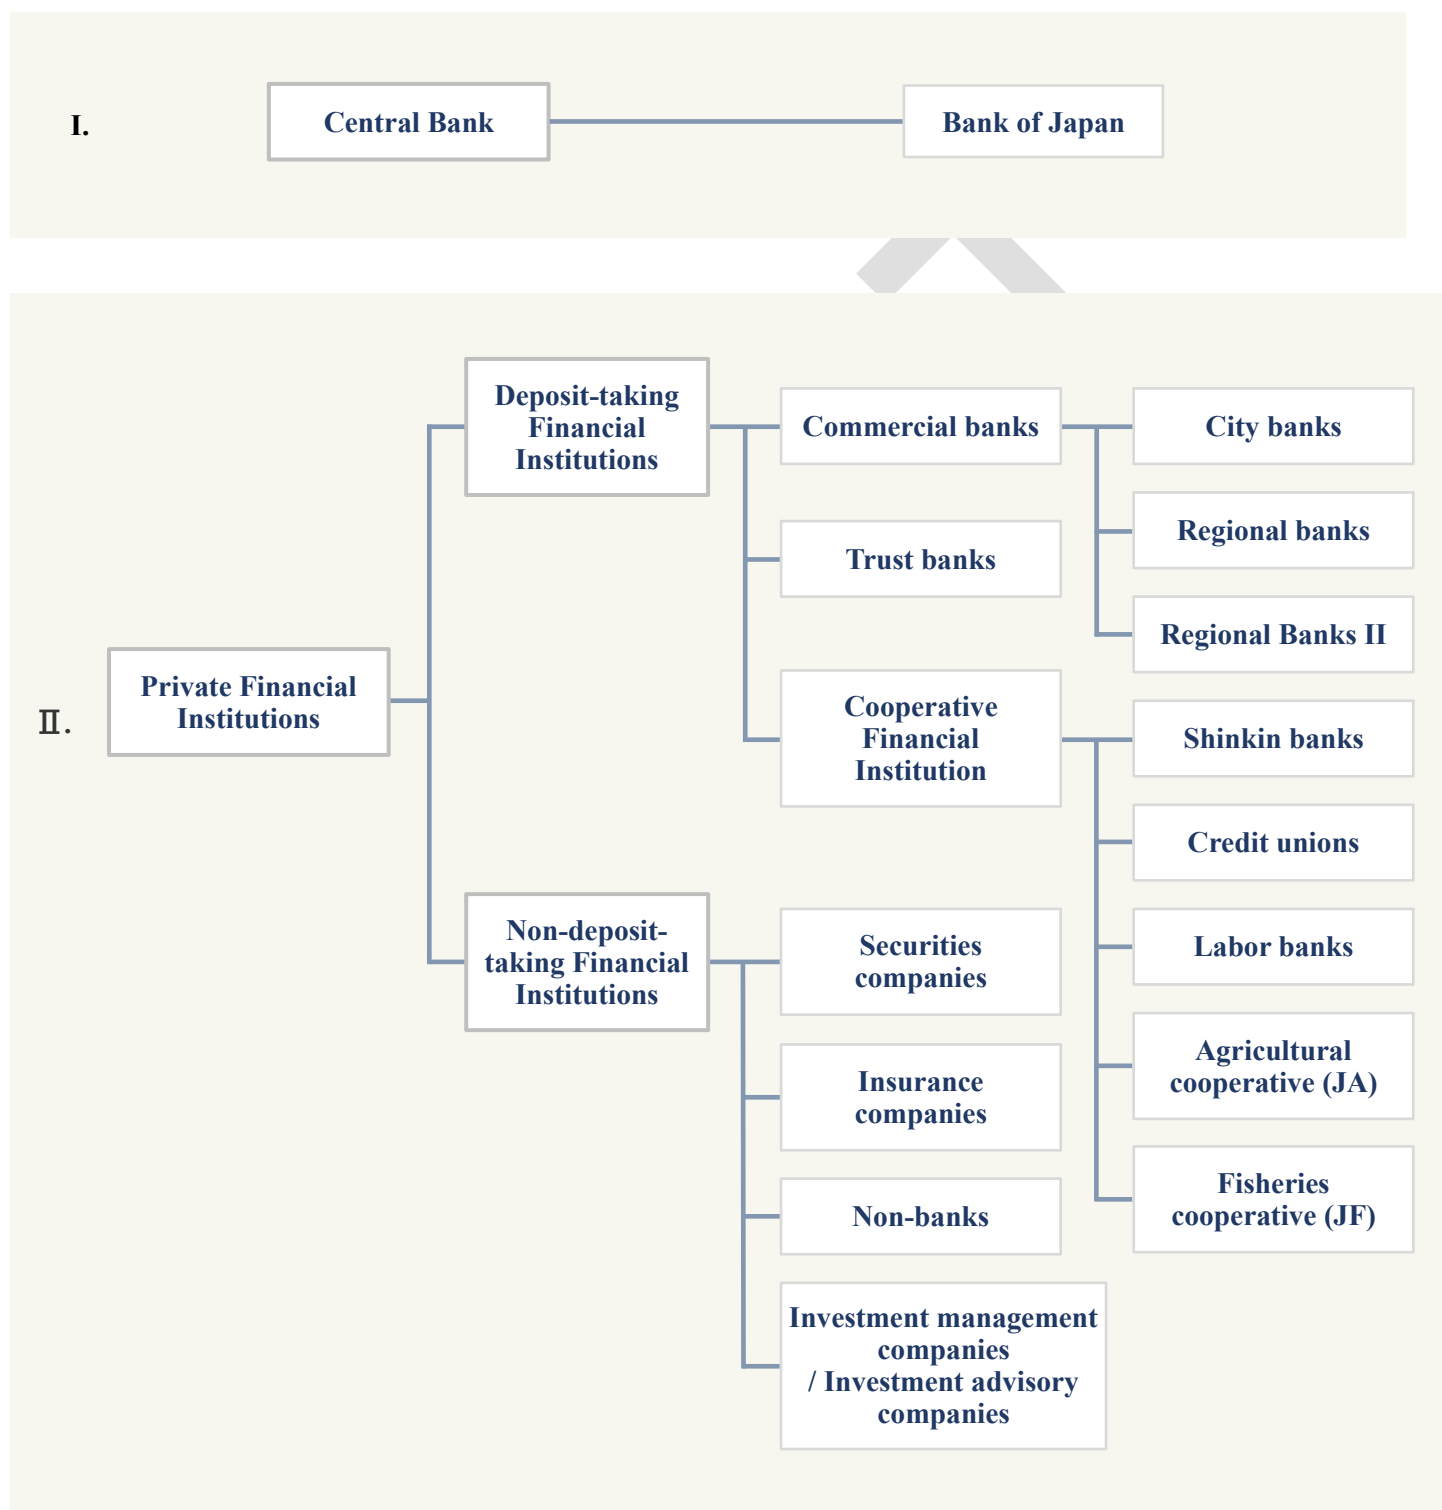 I.
Central Bank
Bank of Japan
II.
Private Financial
Institutions
Deposit-taking
Financial
Institutions
Commercial banks
City banks
Regional banks
Regional Banks II
Trust banks
Cooperative
Financial
Institution
Shinkin banks
Credit unions
Labor banks
Agricultural
cooperative (JA)
Fisheries
cooperative (JF)
Non-deposit-
taking Financial
Institutions
Securities
companies
Insurance
companies
Non-banks
Investment management
companies
/ Investment advisory
companies